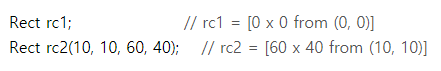 Rect rc1; // rc1 = [0 x 0 from (0, 0)]
Rect rc2(10, 10, 60, 40); // rc2 = [60 x 40 from (10, 10)]